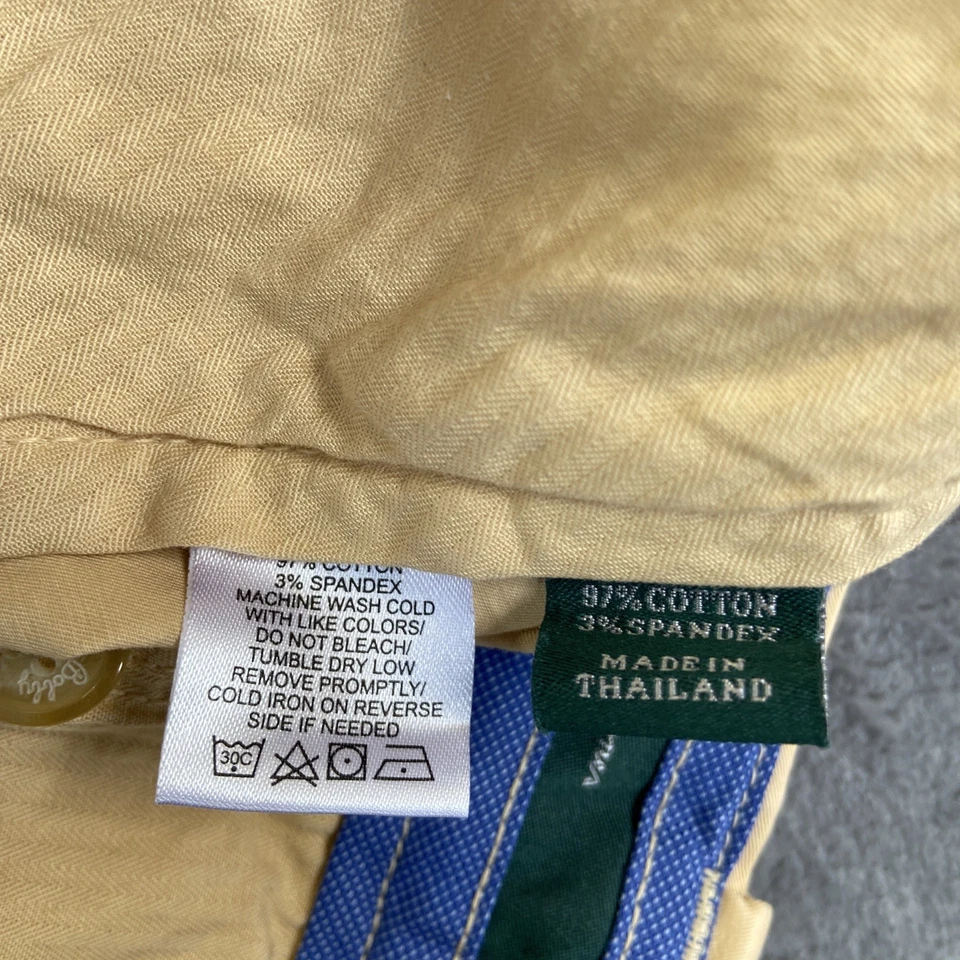 97% COTTON
3% SPANDEX
MACHINE WASH COLD
WITH LIKE COLORS/
DO NOT BLEACH/
TUMBLE DRY LOW
REMOVE PROMPTLY/
COLD IRON ON REVERSE
SIDE IF NEEDED
30C
97% COTTON
3% SPANDEX
MADE IN
THAILAND
Bobby